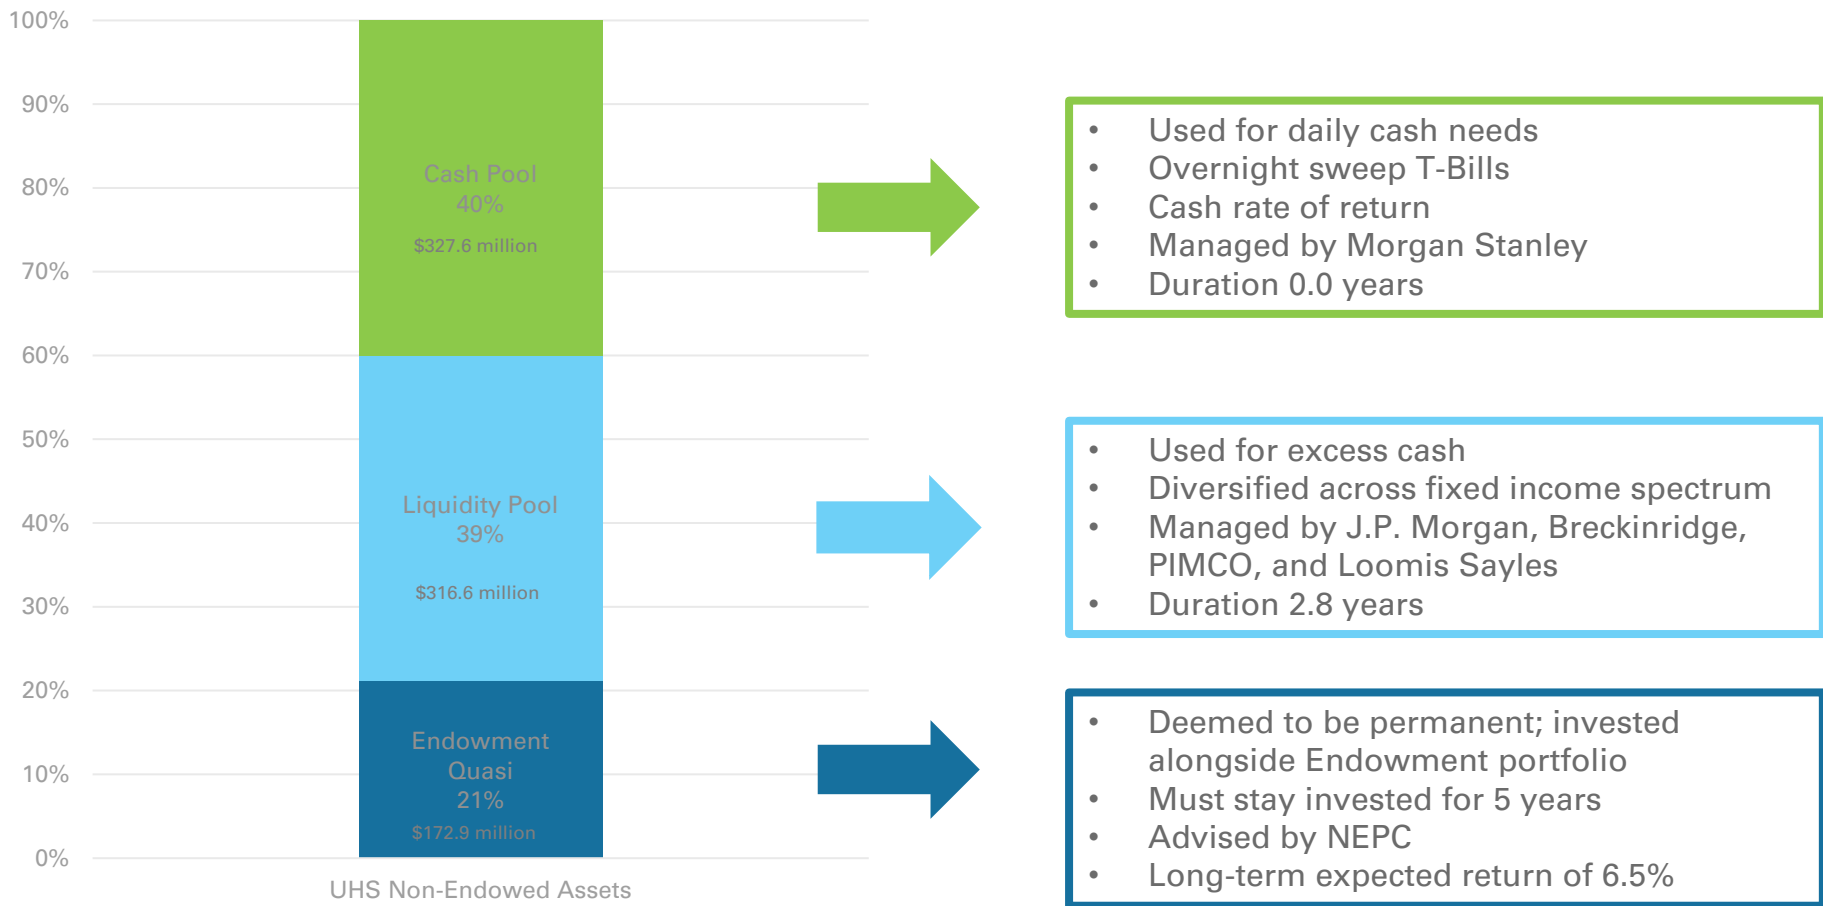 100%
90%
80%
70%
60%
50%
40%
30%
20%
10%
0%
Cash Pool
40%
$327.6 million
Liquidity Pool
39%
$316.6 million
Endowment
Quasi
21%
$172.9 million
UHS Non-Endowed Assets
• Used for daily cash needs
• Overnight sweep T-Bills
• Cash rate of return
• Managed by Morgan Stanley
• Duration 0.0 years
• Used for excess cash
• Diversified across fixed income spectrum
• Managed by J.P. Morgan, Breckinridge,
PIMCO, and Loomis Sayles
• Duration 2.8 years
• Deemed to be permanent; invested
alongside Endowment portfolio
• Must stay invested for 5 years
• Advised by NEPC
• Long-term expected return of 6.5%